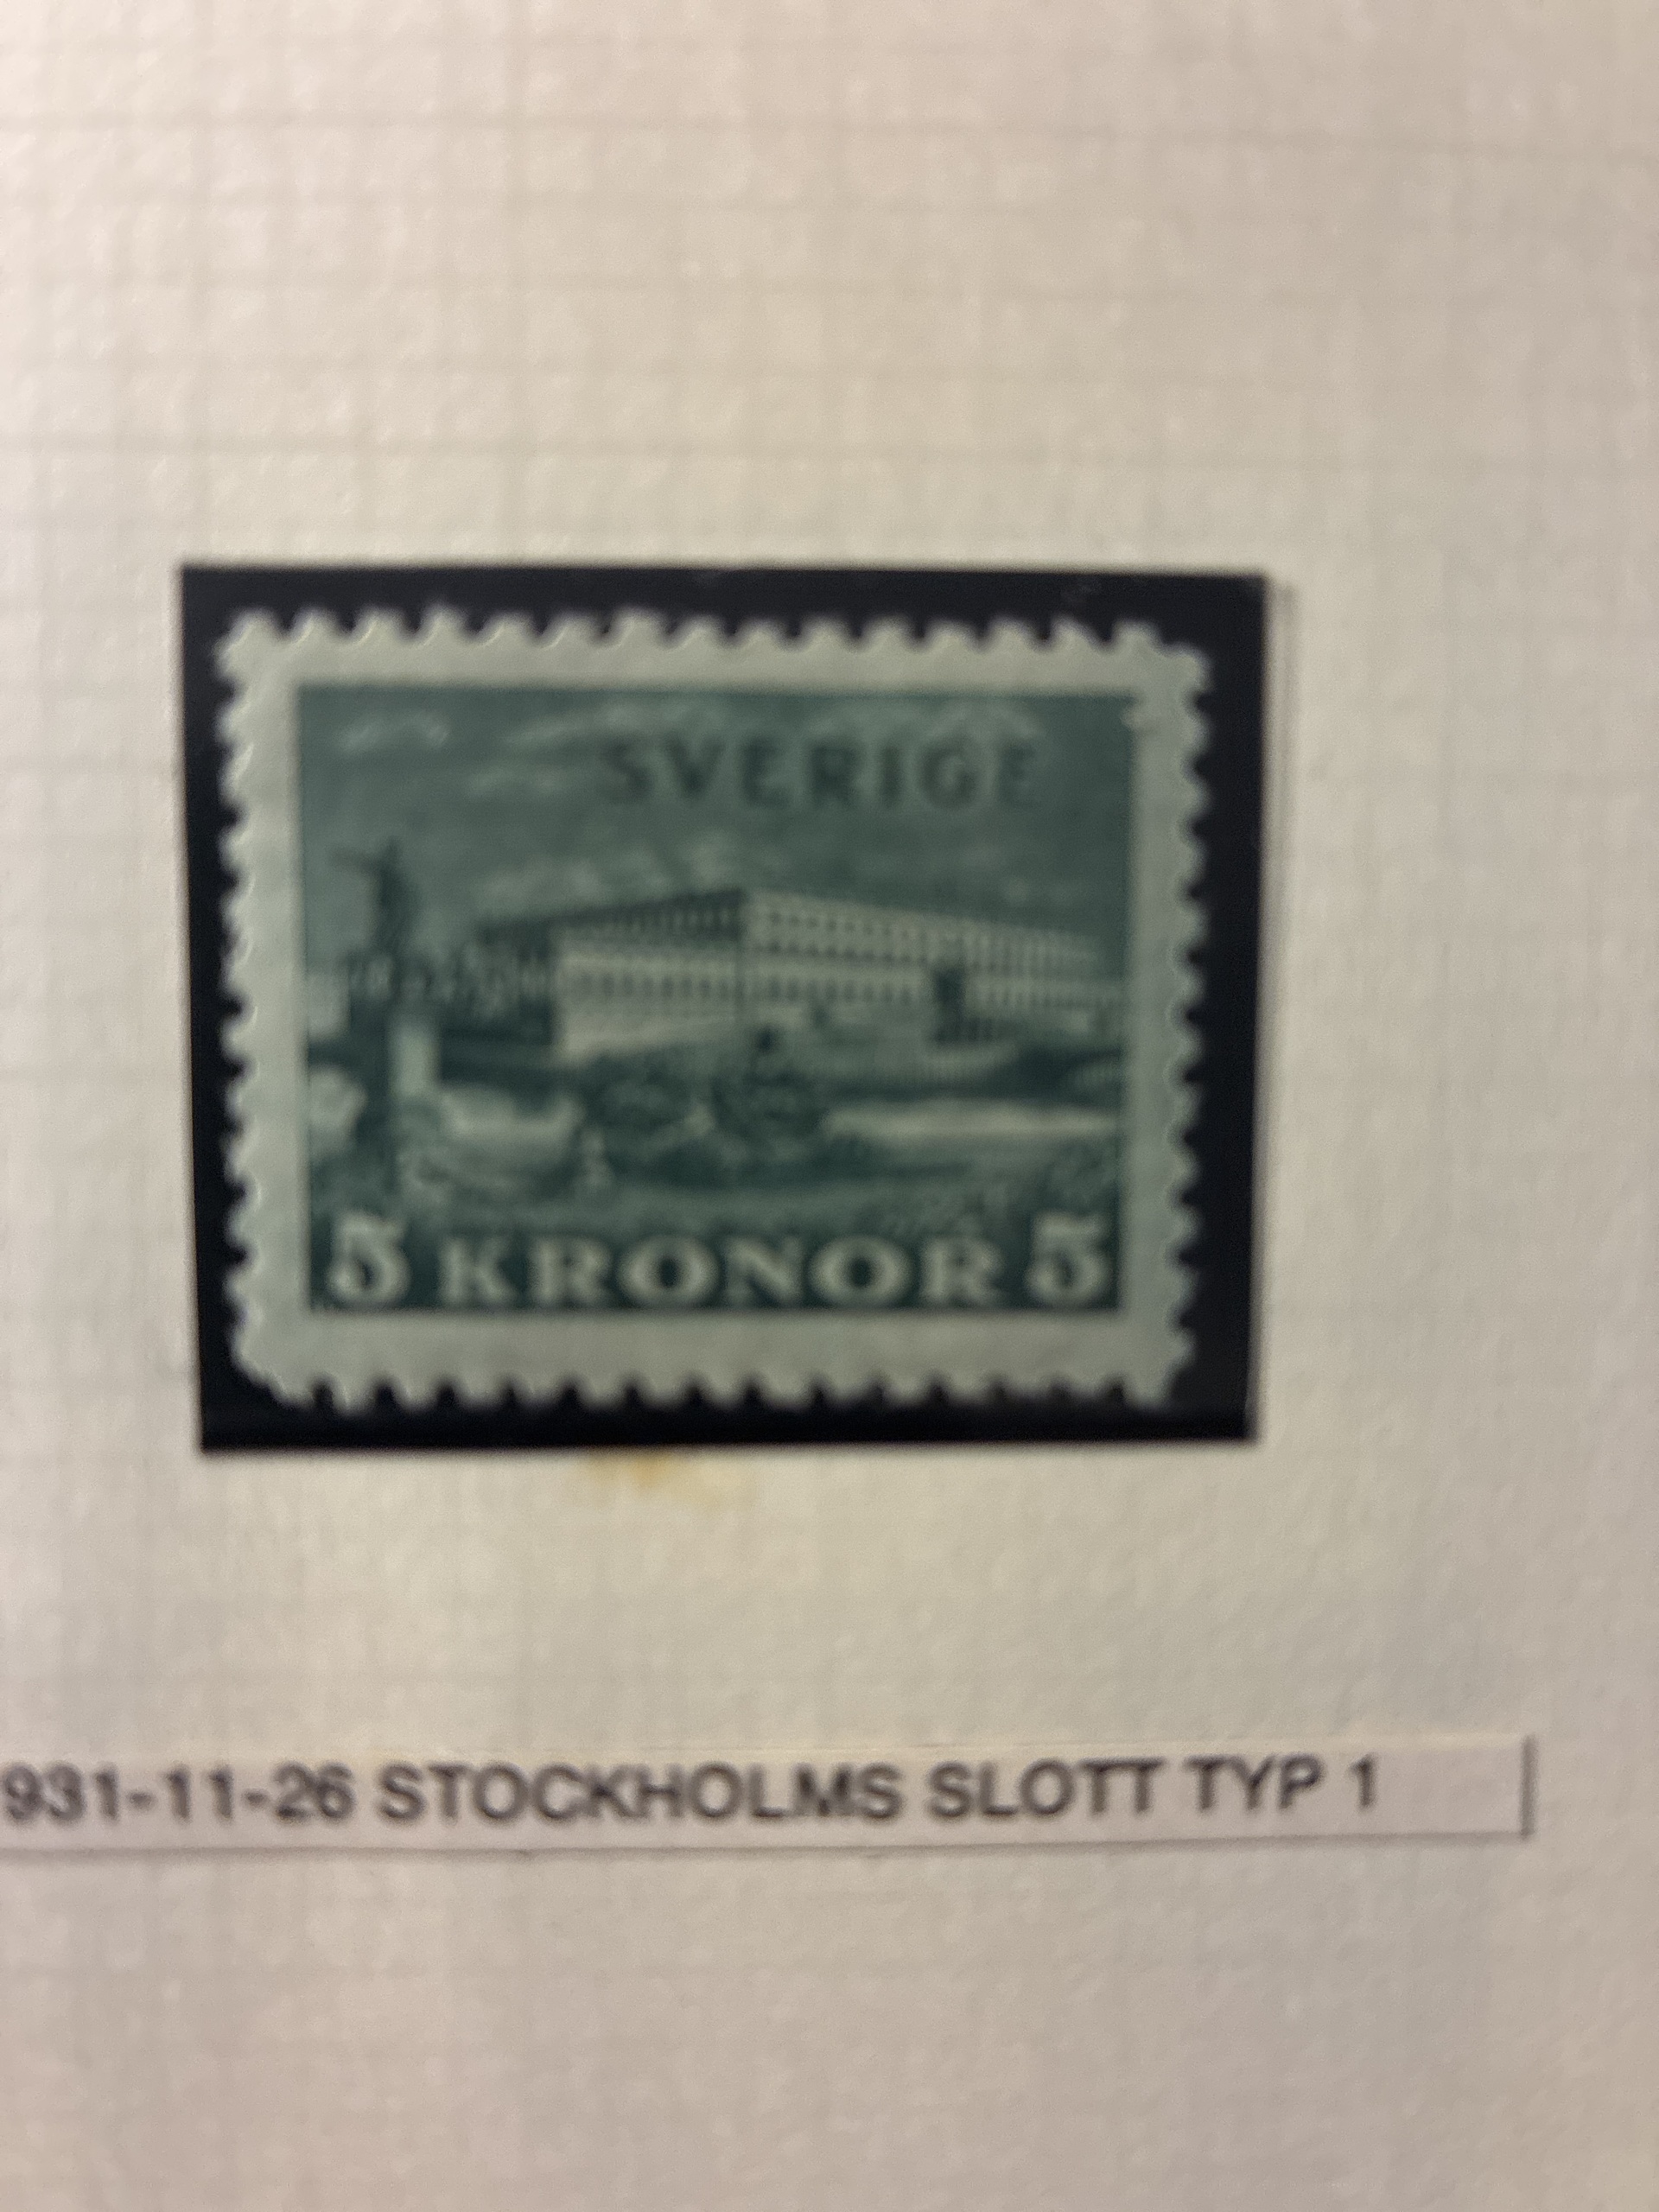 SVERIGE
5 KRONOR 5
931-11-26 STOCKHOLMS SLOTT TYP 1